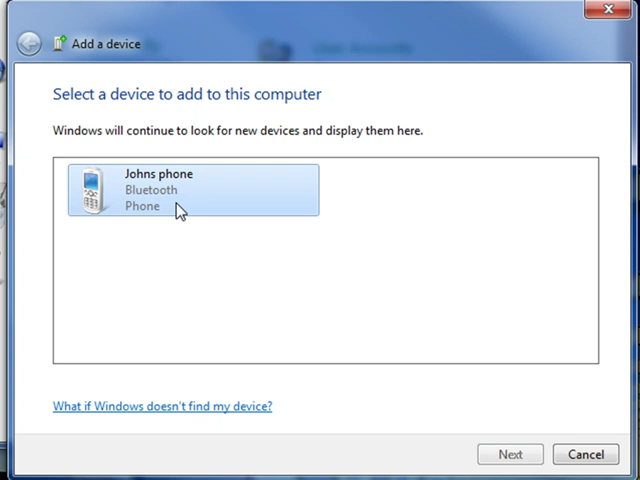 Add a device
Select a device to add to this computer
Windows will continue to look for new devices and display them here.
Johns phone
Bluetooth
Phone
What if Windows doesn't find my device?
Next
Cancel